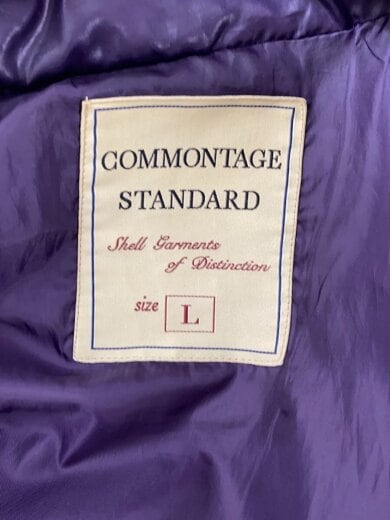 COMMONTAGE
STANDARD
Shell Garments
of Distinction
size L